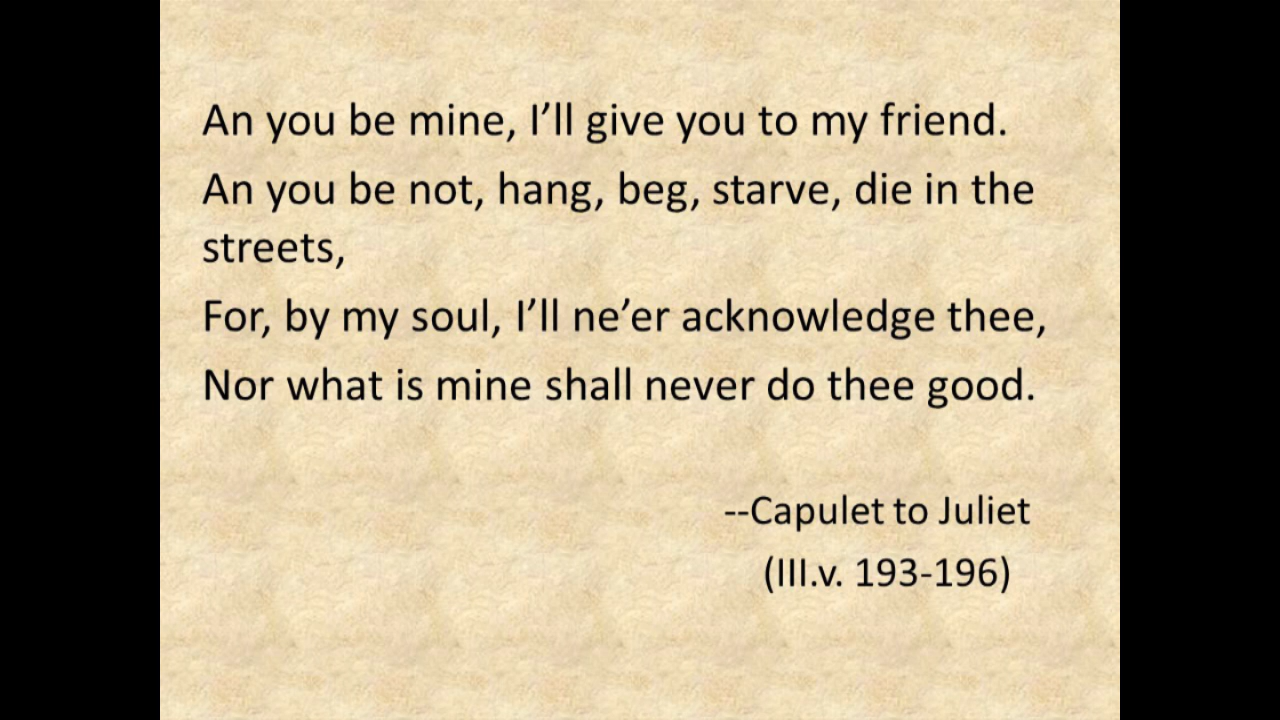 An you be mine, I’ll give you to my friend.
An you be not, hang, beg, starve, die in the
streets,
For, by my soul, I’ll ne’er acknowledge thee,
Nor what is mine shall never do thee good.
--Capulet to Juliet
(III.v. 193-196)